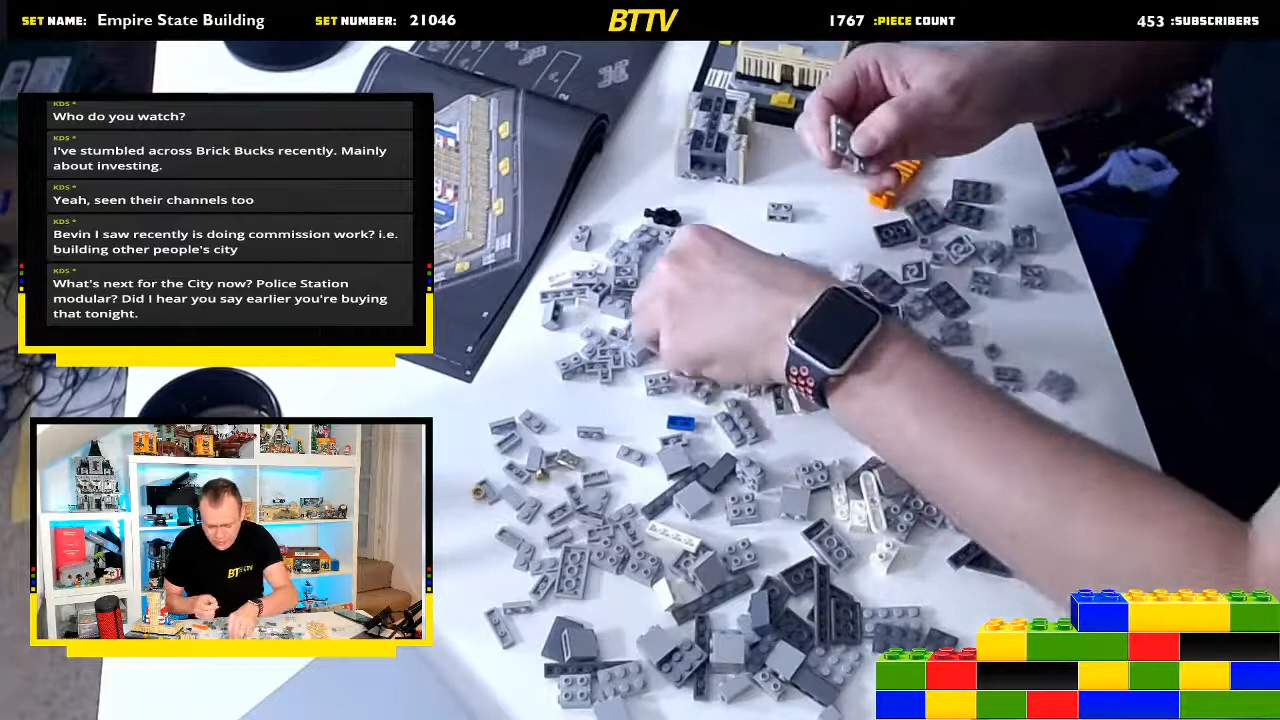 SET NAME: Empire State Building SET NUMBER: 21046 BTTV 1767 :PIECE COUNT 453 :SUBSCRIBERS
KDS
Who do you watch?
KDS
I've stumbled across Brick Bucks recently. Mainly
about investing.
KDS
Yeah, seen their channels too
KDS
Bevin I saw recently is doing commission work? i.e.
building other people's city
KDS
What's next for the City now? Police Station
modular? Did I hear you say earlier you're buying
that tonight.